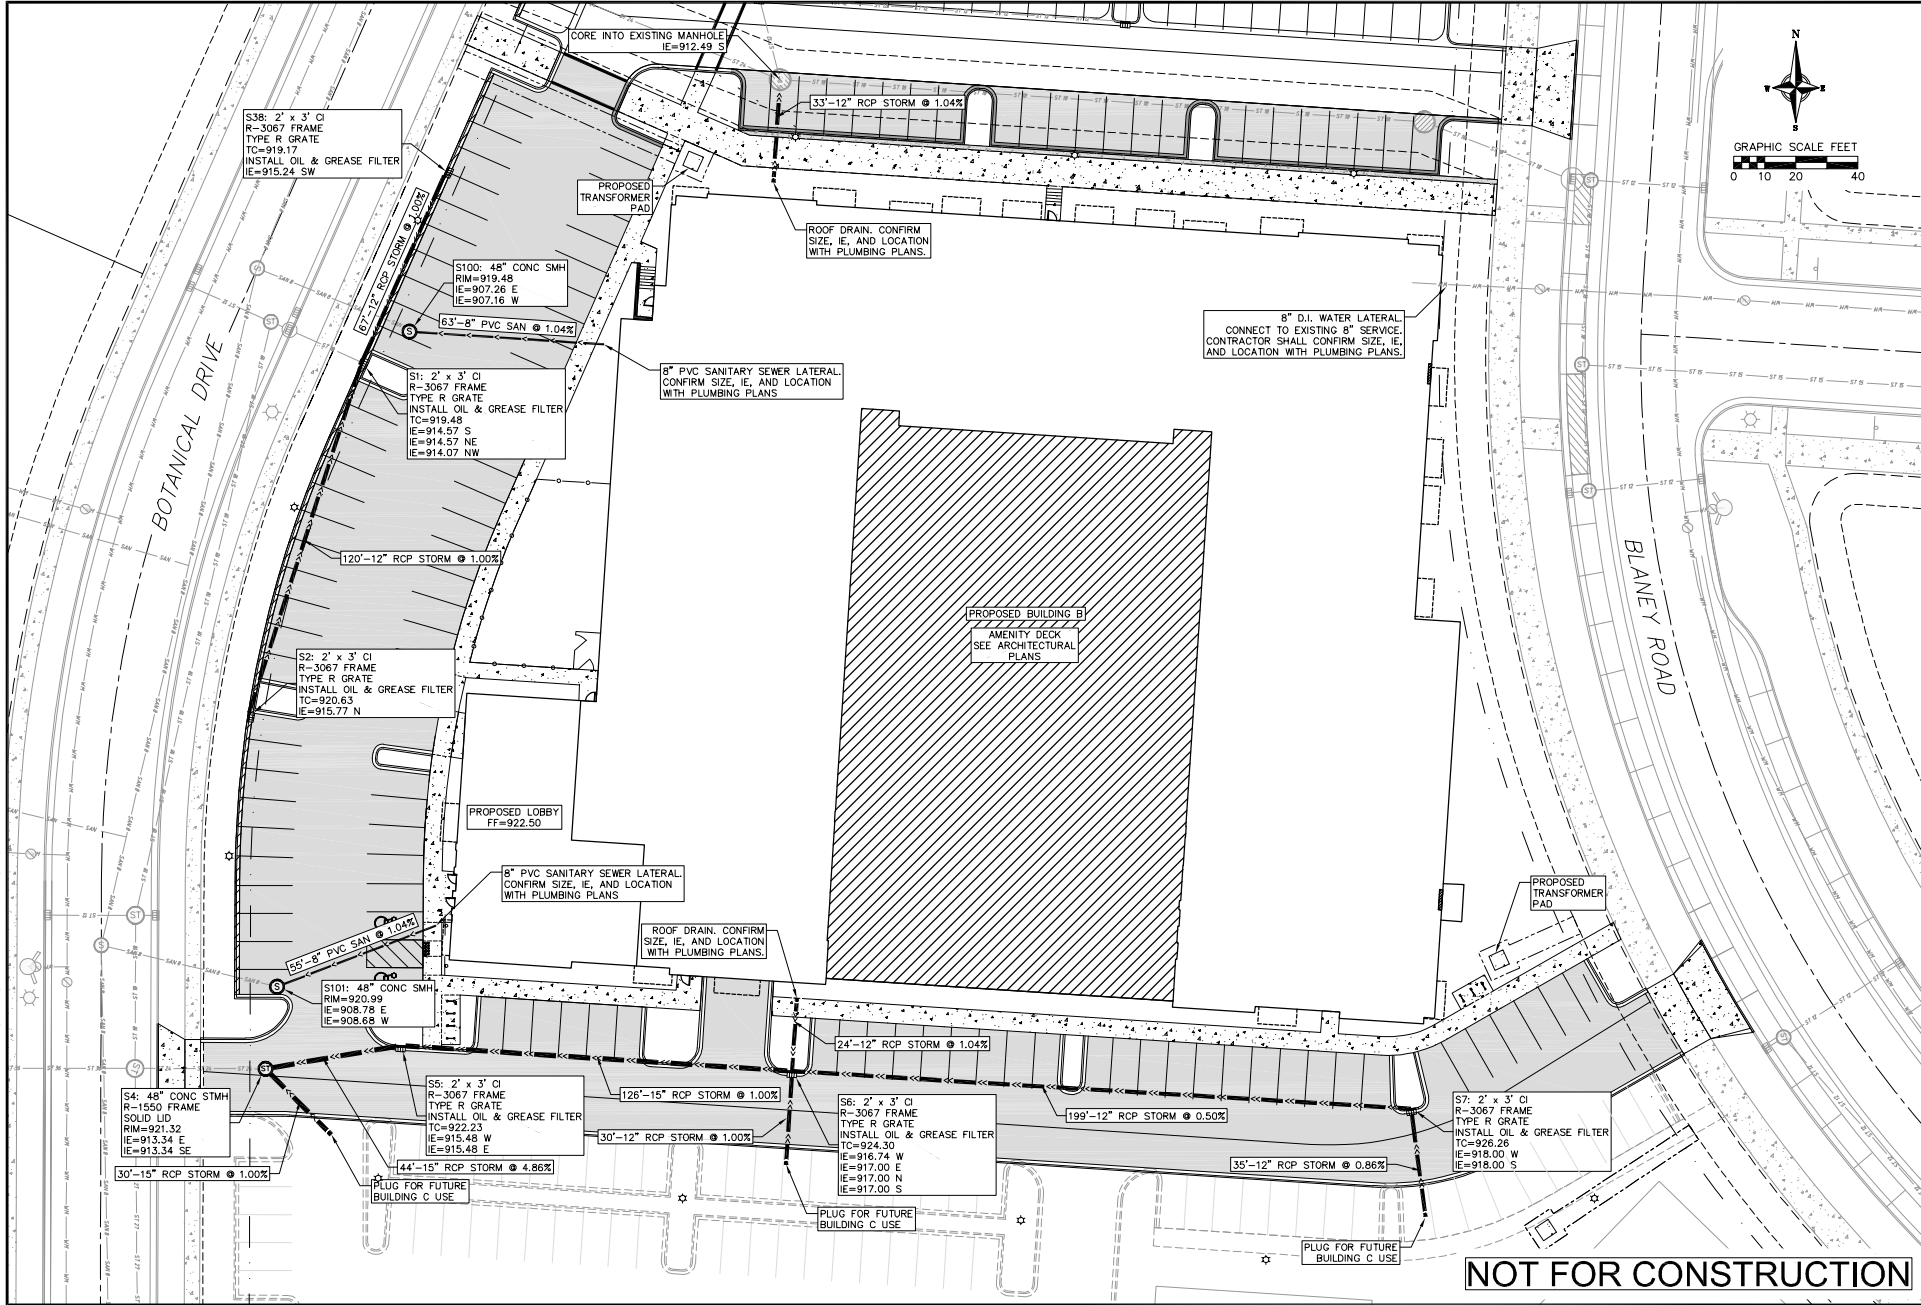 CORE INTO EXISTING MANHOLE
IE=912.49 S
33'-12" RCP STORM @ 1.04%
N
W
E
S
GRAPHIC SCALE FEET
0 10 20 40
S38: 2' x 3' CI
R-3067 FRAME
TYPE R GRATE
TC=919.17
INSTALL OIL & GREASE FILTER
IE=915.24 SW
PROPOSED
TRANSFORMER
PAD
ROOF DRAIN. CONFIRM
SIZE, IE, AND LOCATION
WITH PLUMBING PLANS.
67'-12" RCP STORM @ 1.00%
S100: 48" CONC SMH
RIM=919.48
IE=907.26 E
IE=907.16 W
63'-8" PVC SAN @ 1.04%
S
8" D.I. WATER LATERAL.
CONNECT TO EXISTING 8" SERVICE.
CONTRACTOR SHALL CONFIRM SIZE, IE,
AND LOCATION WITH PLUMBING PLANS.
8" PVC SANITARY SEWER LATERAL.
CONFIRM SIZE, IE, AND LOCATION
WITH PLUMBING PLANS
S1: 2' x 3' CI
R-3067 FRAME
TYPE R GRATE
INSTALL OIL & GREASE FILTER
TC=919.48
IE=914.57 S
IE=914.57 NE
IE=914.07 NW
BOTANICAL DRIVE
120'-12" RCP STORM @ 1.00%
BLANEY ROAD
PROPOSED BUILDING B
AMENITY DECK
SEE ARCHITECTURAL
PLANS
S2: 2' x 3' CI
R-3067 FRAME
TYPE R GRATE
INSTALL OIL & GREASE FILTER
TC=920.63
IE=915.77 N
PROPOSED LOBBY
FF=922.50
8" PVC SANITARY SEWER LATERAL.
CONFIRM SIZE, IE, AND LOCATION
WITH PLUMBING PLANS
PROPOSED
TRANSFORMER
PAD
ROOF DRAIN. CONFIRM
SIZE, IE, AND LOCATION
WITH PLUMBING PLANS.
55'-8" PVC SAN @ 1.04%
S
S101: 48" CONC SMH
RIM=920.99
IE=908.78 E
IE=908.68 W
24'-12" RCP STORM @ 1.04%
ST
S4: 48" CONC STMH
R-1550 FRAME
SOLID LID
RIM=921.32
IE=913.34 E
IE=913.34 SE
S5: 2' x 3' CI
R-3067 FRAME
TYPE R GRATE
INSTALL OIL & GREASE FILTER
TC=922.23
IE=915.48 W
IE=915.48 E
126'-15" RCP STORM @ 1.00%
S6: 2' x 3' CI
R-3067 FRAME
TYPE R GRATE
INSTALL OIL & GREASE FILTER
TC=924.30
IE=916.74 W
IE=917.00 E
IE=917.00 N
IE=917.00 S
199'-12" RCP STORM @ 0.50%
S7: 2' x 3' CI
R-3067 FRAME
TYPE R GRATE
INSTALL OIL & GREASE FILTER
TC=926.26
IE=918.00 W
IE=918.00 S
30'-12" RCP STORM @ 1.00%
30'-15" RCP STORM @ 1.00%
44'-15" RCP STORM @ 4.86%
35'-12" RCP STORM @ 0.86%
PLUG FOR FUTURE
BUILDING C USE
PLUG FOR FUTURE
BUILDING C USE
PLUG FOR FUTURE
BUILDING C USE
NOT FOR CONSTRUCTION